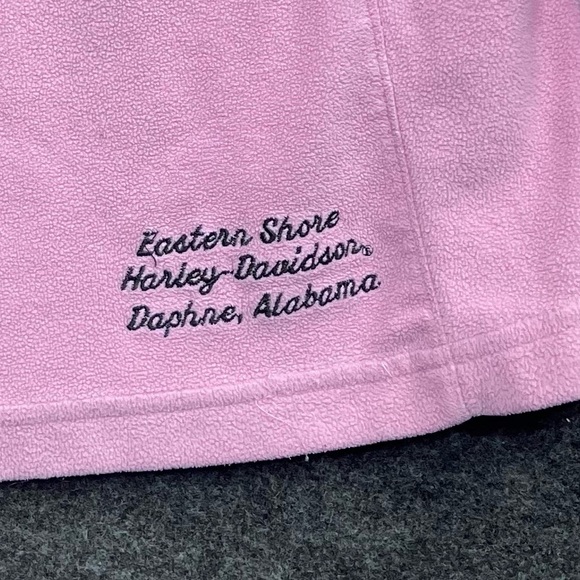 Eastern Shore
Harley-Davidson®
Daphne, Alabama